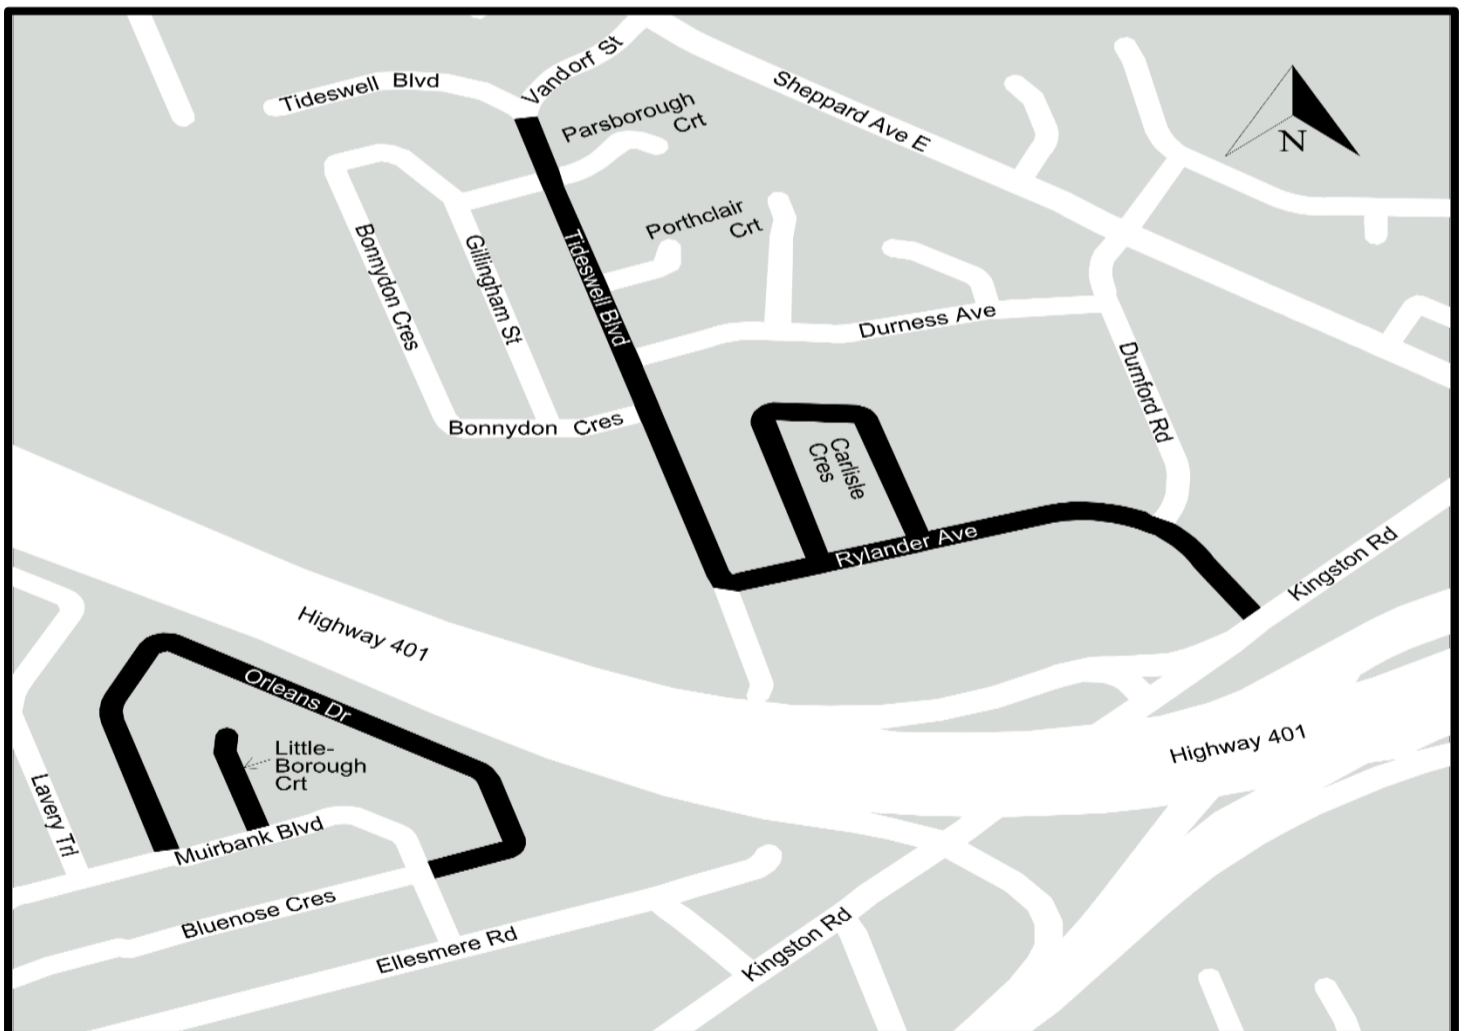 Tideswell Blvd
Vandorf St
Sheppard Ave E
Parsborough
Crt
N
Porthclair
Crt
Bonnydon Cres
Gillingham St
Tideswell Blvd
Durness Ave
Durnford Rd
Bonnydon Cres
Carlisle
Cres
Rylander Ave
Kingston Rd
Highway 401
Orleans Dr
Highway 401
Little-
Borough
Crt
Lavery Trl
Muirbank Blvd
Bluenose Cres
Ellesmere Rd
Kingston Rd